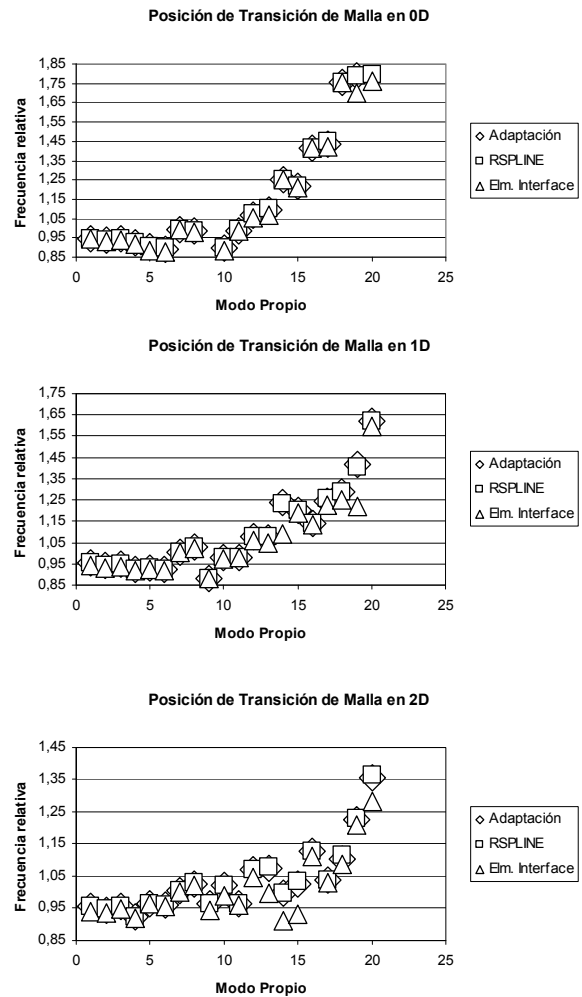 Posición de Transición de Malla en 0D
Frecuencia relativa
1,85
1,75
1,65
1,55
1,45
1,35
1,25
1,15
1,05
0,95
0,85
0 5 10 15 20 25
Modo Propio
Adaptación
RSPLINE
Elm. Interface
Posición de Transición de Malla en 1D
Frecuencia relativa
1,75
1,65
1,55
1,45
1,35
1,25
1,15
1,05
0,95
0,85
0 5 10 15 20 25
Modo Propio
Adaptación
RSPLINE
Elm. Interface
Posición de Transición de Malla en 2D
Frecuencia relativa
1,45
1,35
1,25
1,15
1,05
0,95
0,85
0 5 10 15 20 25
Modo Propio
Adaptación
RSPLINE
Elm. Interface